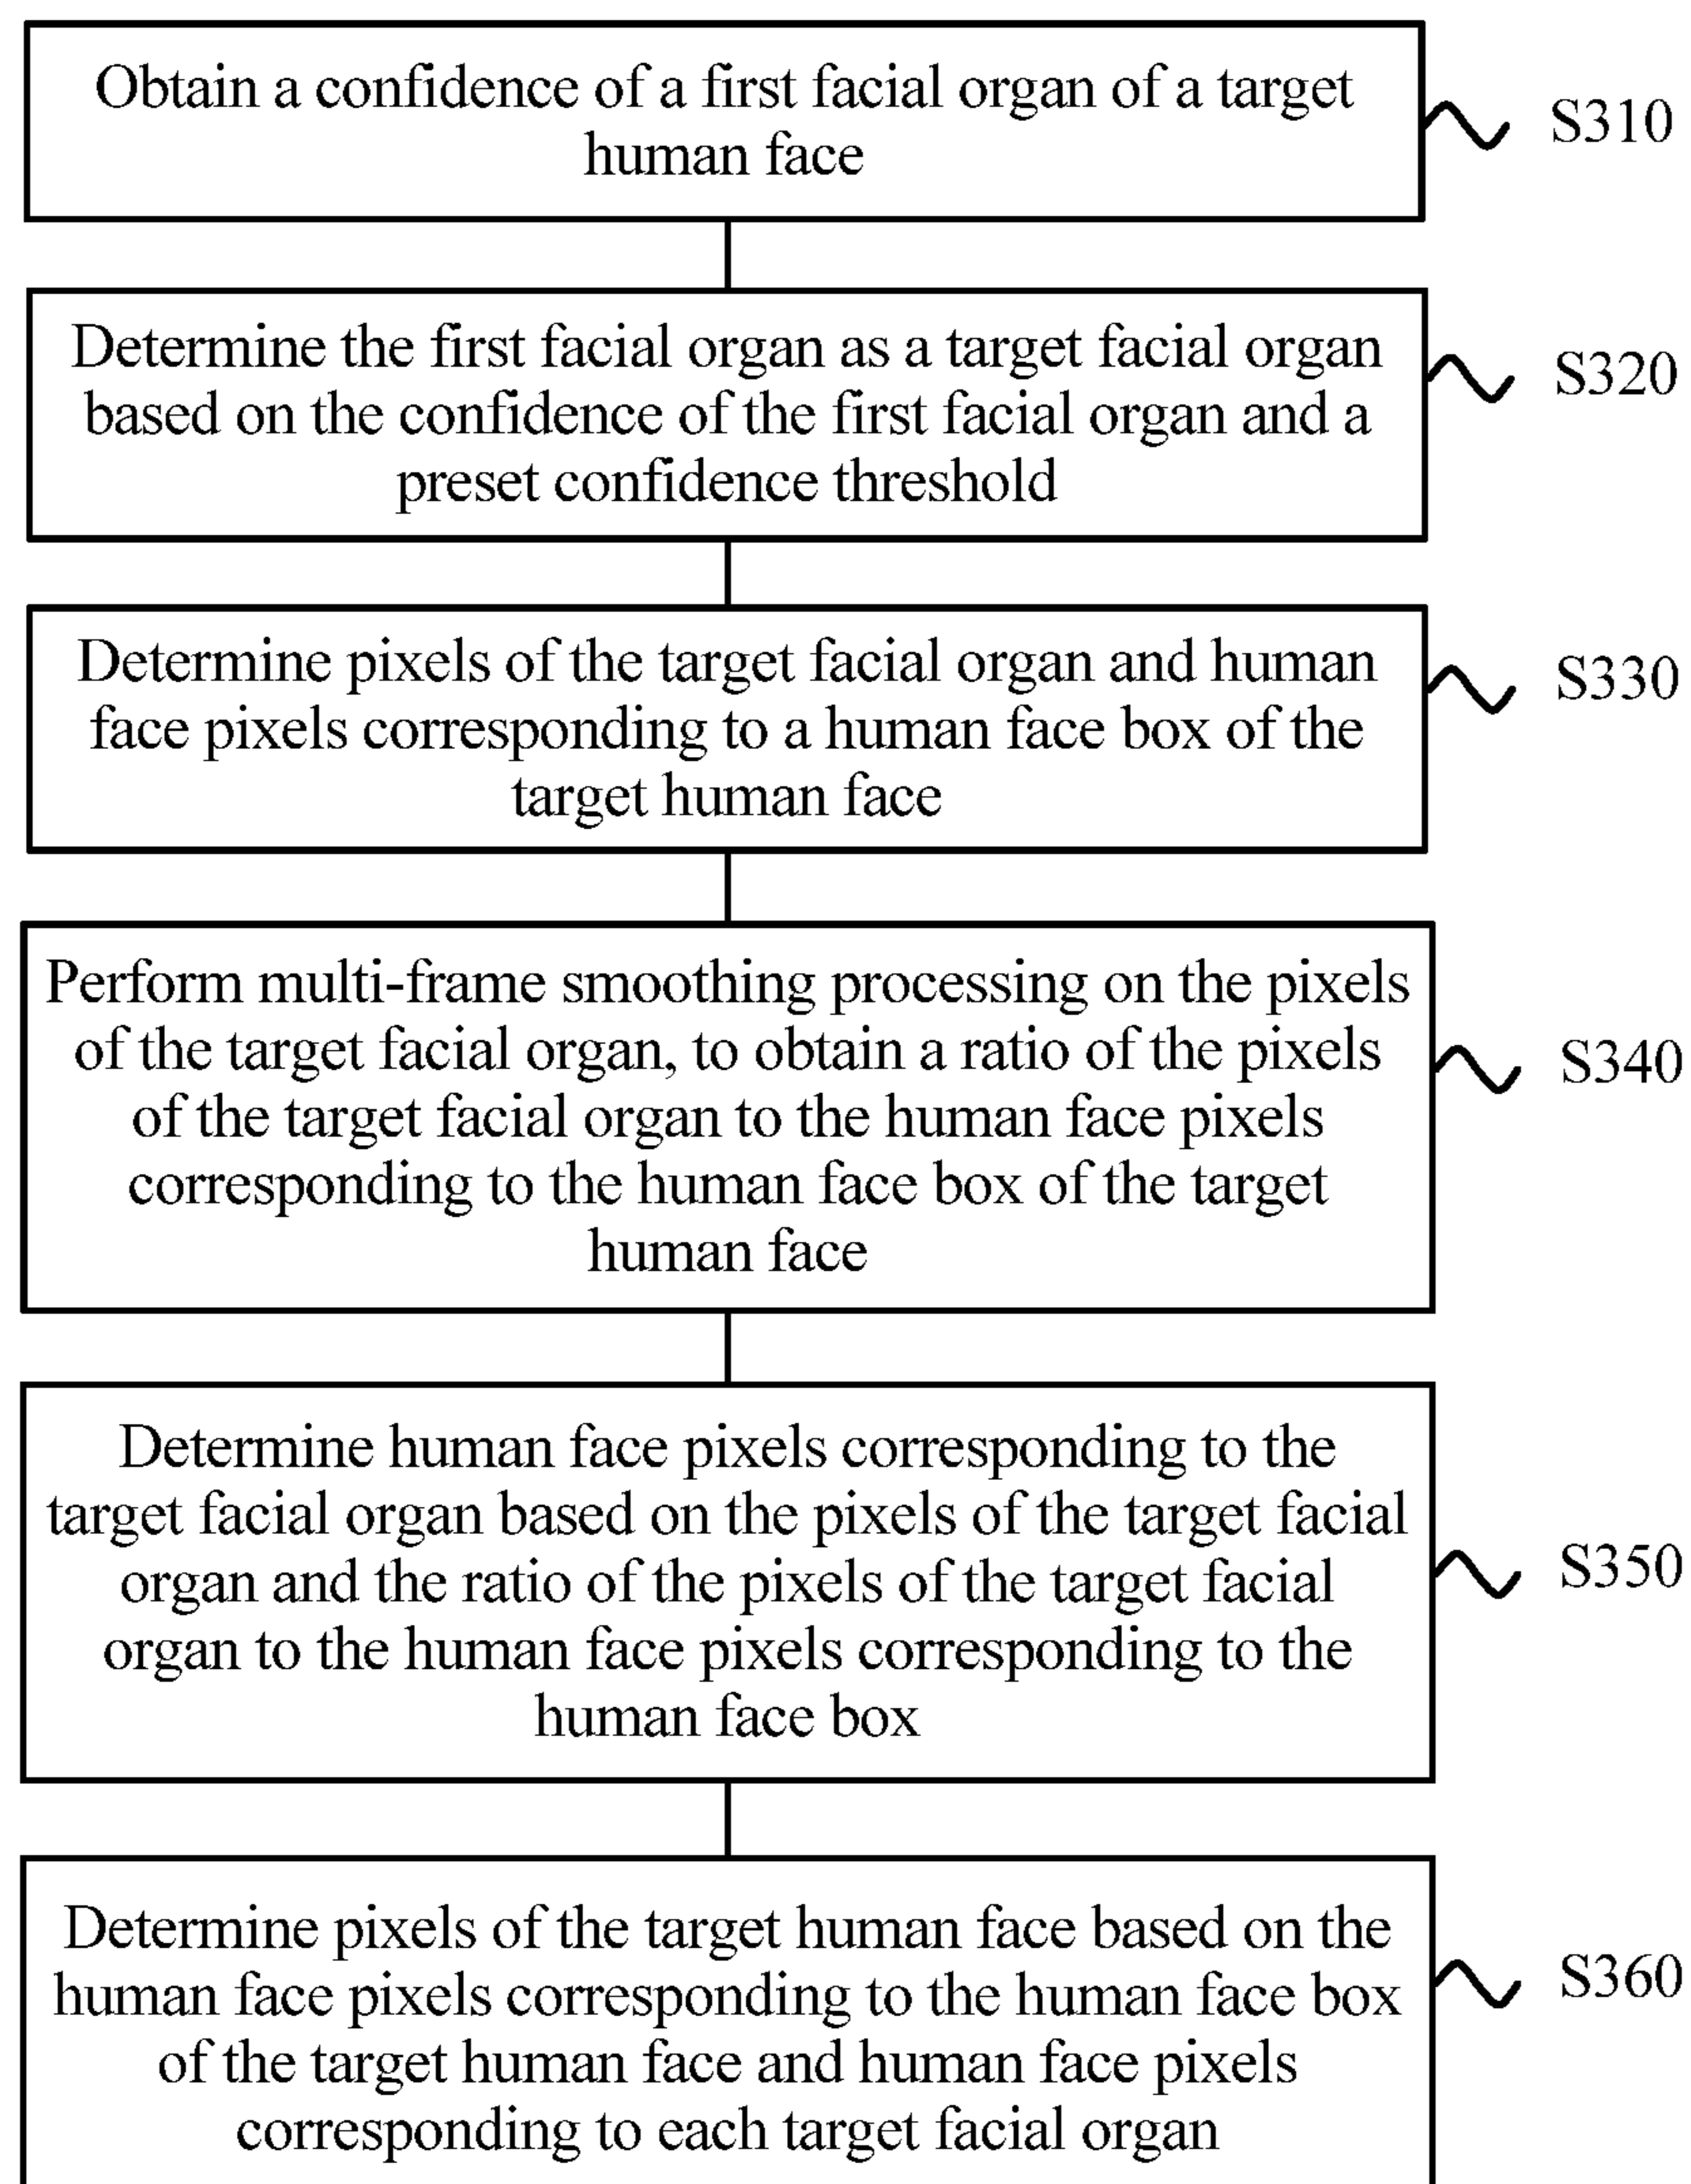 Obtain a confidence of a first facial organ of a target
human face
S310
Determine the first facial organ as a target facial organ
based on the confidence of the first facial organ and a
preset confidence threshold
S320
Determine pixels of the target facial organ and human
face pixels corresponding to a human face box of the
target human face
S330
Perform multi-frame smoothing processing on the pixels
of the target facial organ, to obtain a ratio of the pixels
of the target facial organ to the human face pixels
corresponding to the human face box of the target
human face
S340
Determine human face pixels corresponding to the
target facial organ based on the pixels of the target facial
organ and the ratio of the pixels of the target facial
organ to the human face pixels corresponding to the
human face box
S350
Determine pixels of the target human face based on the
human face pixels corresponding to the human face box
of the target human face and human face pixels
corresponding to each target facial organ
S360